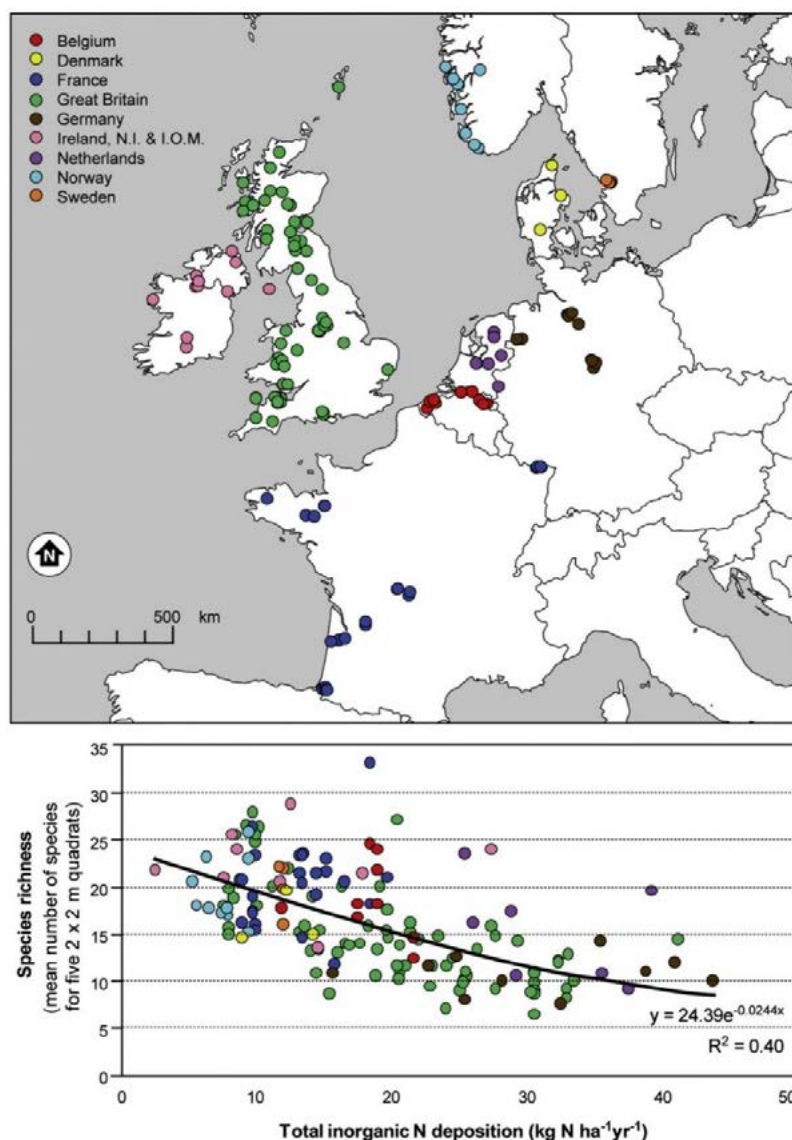 Belgium
Denmark
France
Great Britain
Germany
Ireland, N.I. & I.O.M.
Netherlands
Norway
Sweden
N
0 500 km
35
30
25
20
15
10
5
0
Species richness
(mean number of species
for five 2 x 2 m quadrats)
y = 24.39e^-0.0244x
R² = 0.40
0 10 20 30 40 50
Total inorganic N deposition (kg N ha⁻¹yr⁻¹)